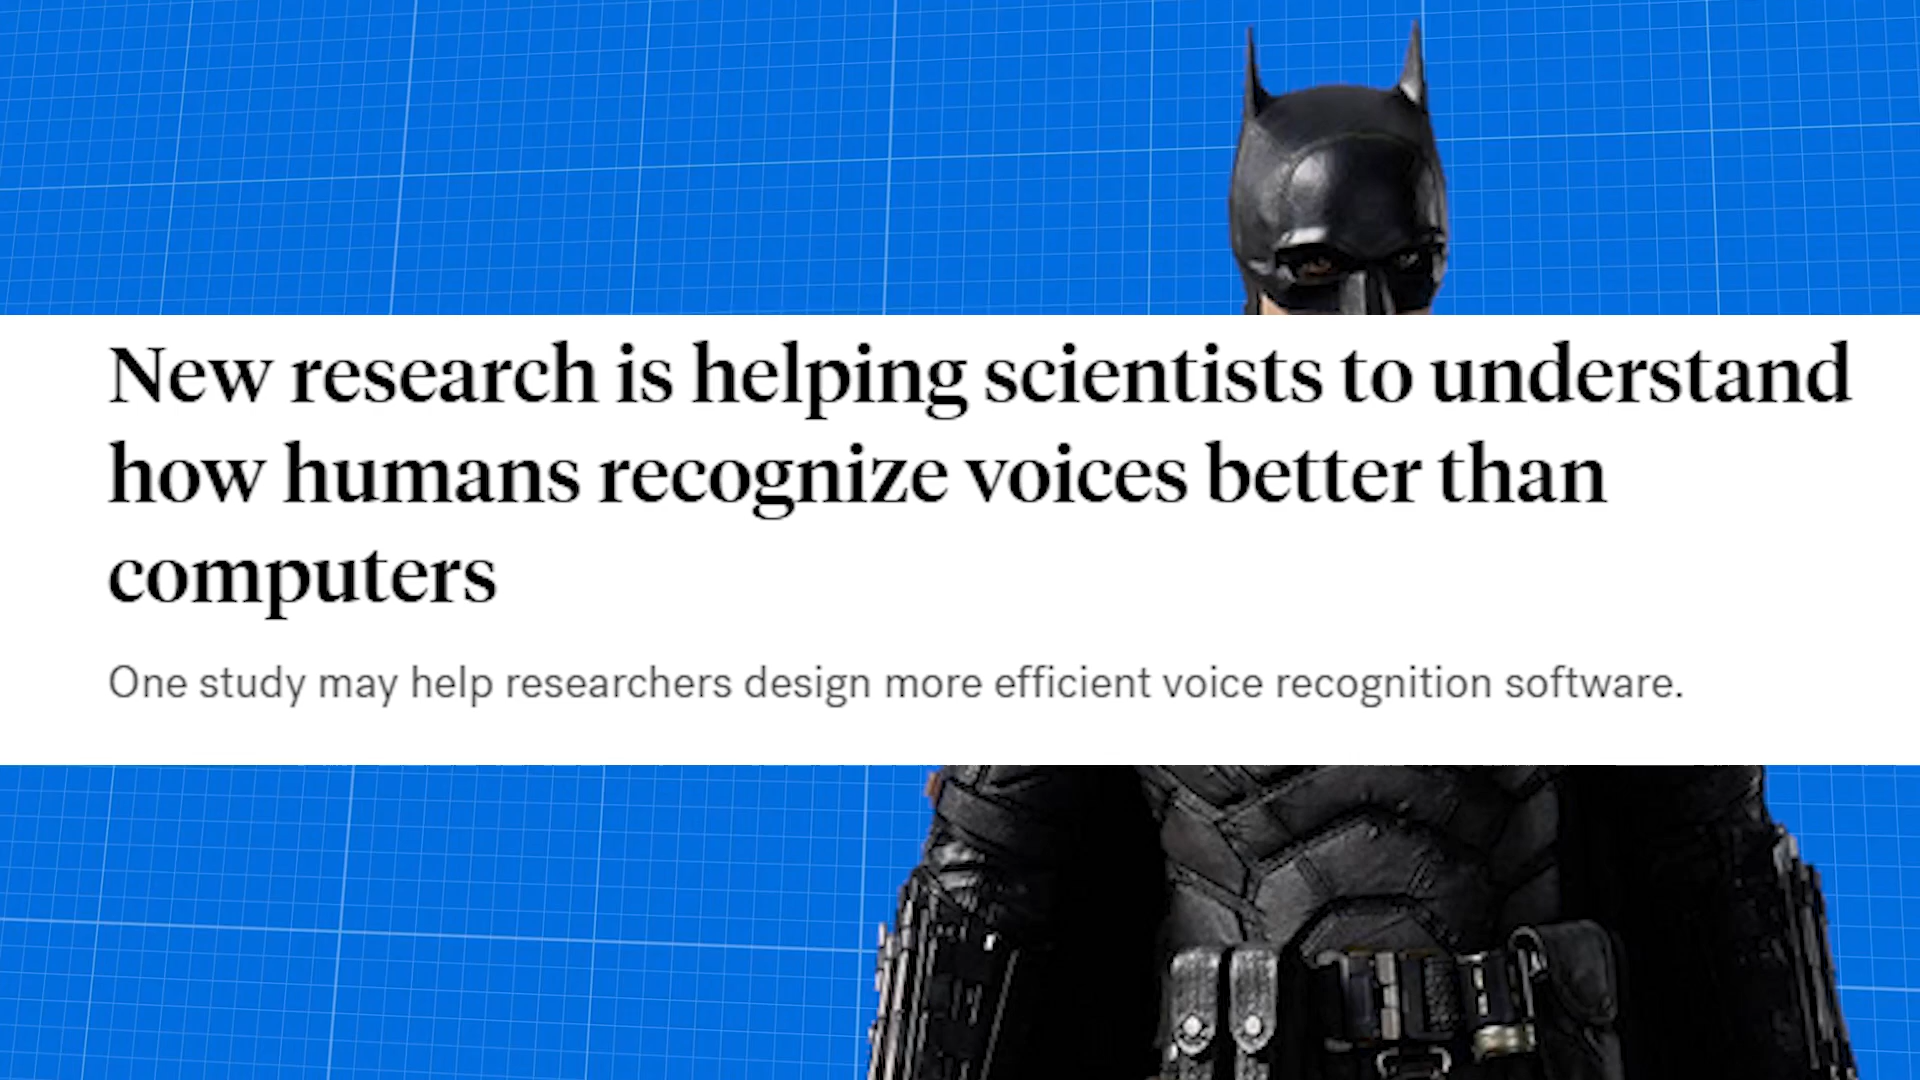 New research is helping scientists to understand
how humans recognize voices better than
computers
One study may help researchers design more efficient voice recognition software.